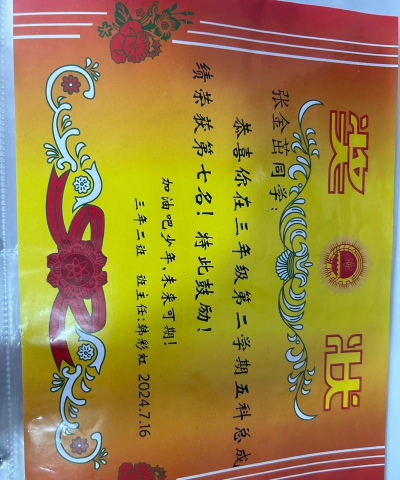 奖状
张金茁同学：
恭喜你在三年级第二学期五科总成
绩荣获第七名！特此鼓励！
加油吧少年，未来可期！
三年二班 班主任：韩彩虹 2024.7.16